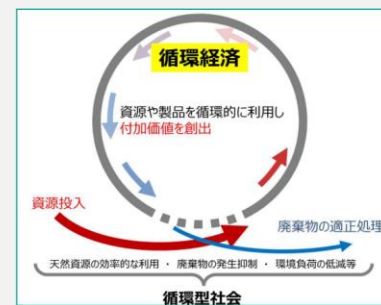 循環経済
資源や製品を循環的に利用し
付加価値を創出
資源投入
廃棄物の適正処理
天然資源の効率的な利用 ・ 廃棄物の発生抑制 ・ 環境負荷の低減等
循環型社会